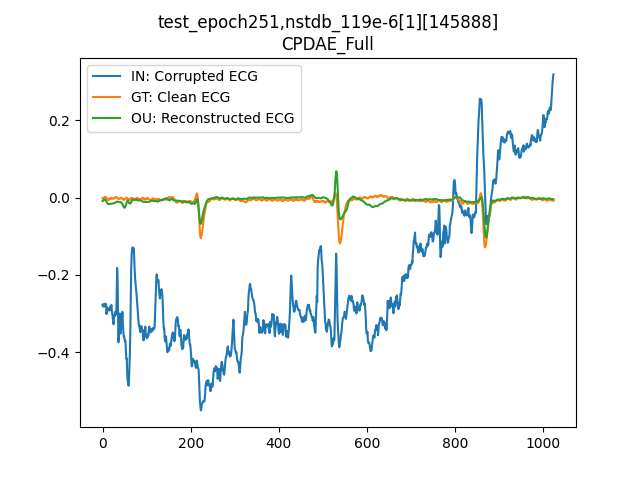 test_epoch251,nstdb_119e-6[1][145888]
CPDAE_Full
IN: Corrupted ECG
GT: Clean ECG
OU: Reconstructed ECG
0.2
0.0
−0.2
−0.4
0 200 400 600 800 1000